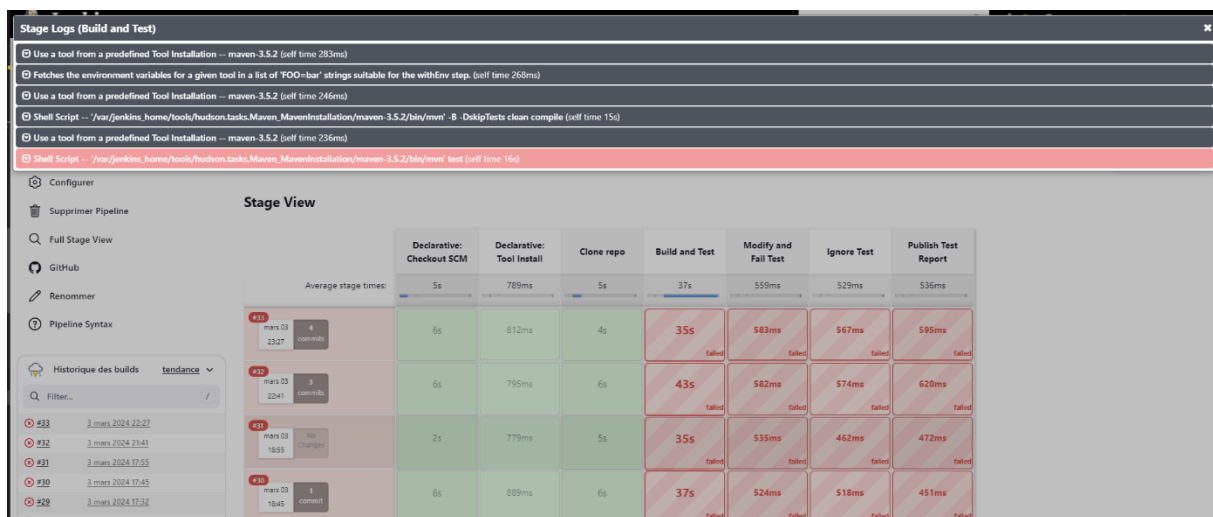 Stage Logs (Build and Test)
Use a tool from a predefined Tool Installation -- maven-3.5.2 (self time 283ms)
Fetches the environment variables for a given tool in a list of 'FOO=bar' strings suitable for the withEnv step. (self time 268ms)
Use a tool from a predefined Tool Installation -- maven-3.5.2 (self time 246ms)
Shell Script -- '/var/jenkins_home/tools/hudson.tasks.Maven_MavenInstallation/maven-3.5.2/bin/mvn' -B -DskipTests clean compile (self time 15s)
Use a tool from a predefined Tool Installation -- maven-3.5.2 (self time 236ms)
Shell Script -- '/var/jenkins_home/tools/hudson.tasks.Maven_MavenInstallation/maven-3.5.2/bin/mvn' test (self time 16s)
Configurer
Supprimer Pipeline
Full Stage View
GitHub
Renommer
Pipeline Syntax
Historique des builds tendance
Filter... /
#33 3 mars 2024 22:27
#32 3 mars 2024 21:41
#31 3 mars 2024 17:55
#30 3 mars 2024 17:45
#29 3 mars 2024 17:32
Stage View
Declarative: Checkout SCM
Declarative: Tool Install
Clone repo
Build and Test
Modify and Fail Test
Ignore Test
Publish Test Report
Average stage times: 5s 789ms 5s 37s 559ms 529ms 536ms
#33
mars 03 23:27
4 commits
6s 812ms 4s 35s 583ms 567ms 595ms
failed failed failed failed
#32
mars 03 22:41
3 commits
6s 795ms 6s 43s 582ms 574ms 620ms
failed failed failed failed
#31
mars 03 18:55
No Changes
2s 779ms 5s 35s 535ms 462ms 472ms
failed failed failed failed
#30
mars 03 18:45
1 commit
6s 889ms 6s 37s 524ms 518ms 451ms
failed failed failed failed